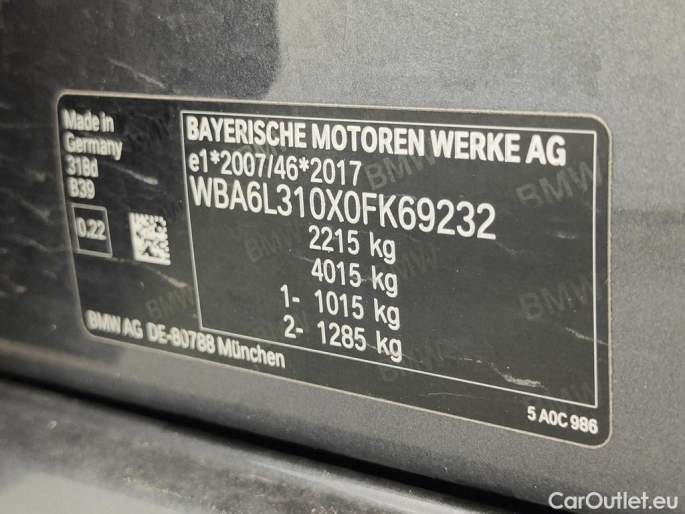 Made in
Germany
318d
B39
0.22
BAYERISCHE MOTOREN WERKE AG
e1*2007/46*2017
WBA6L310X0FK69232
2215 kg
4015 kg
1- 1015 kg
2- 1285 kg
BMW AG DE-80788 München
5 A0C 986
CarOutlet.eu